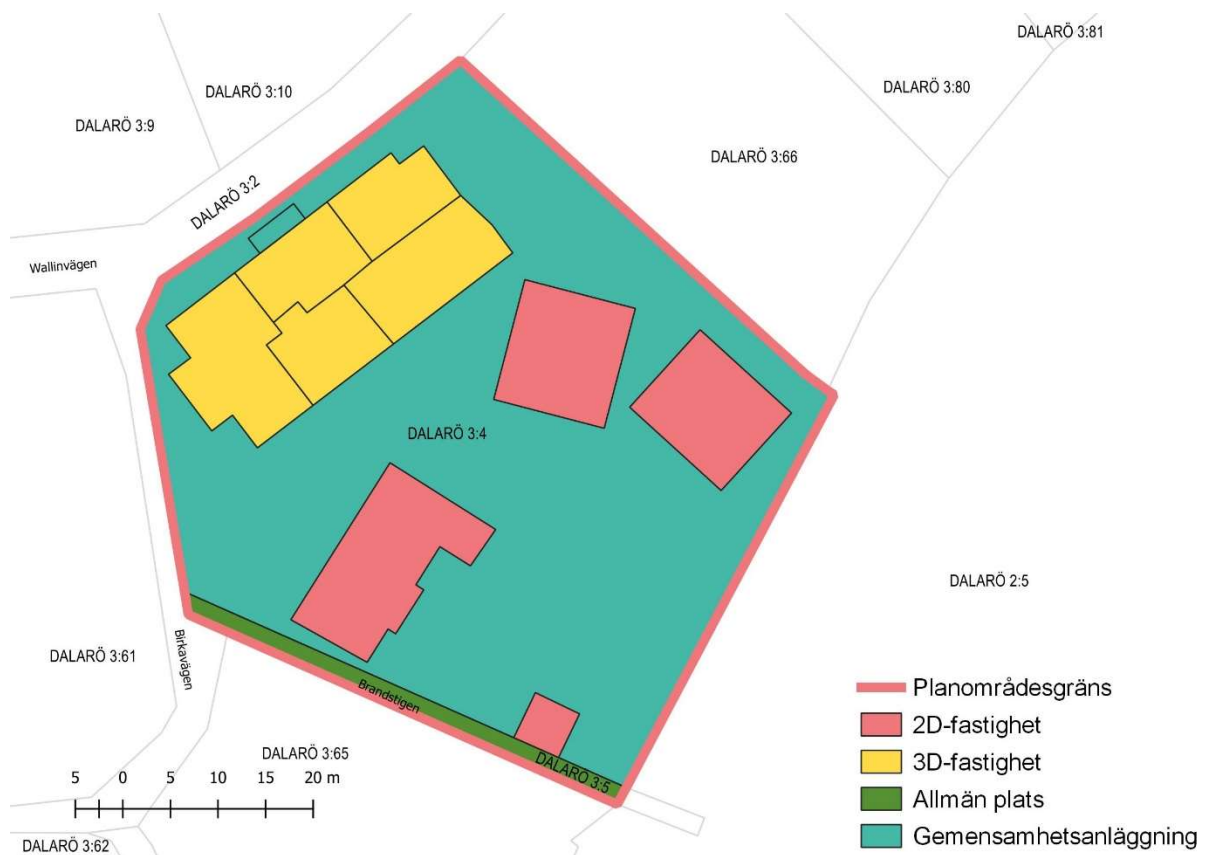 DALARÖ 3:81
DALARÖ 3:10
DALARÖ 3:80
DALARÖ 3:9
DALARÖ 3:66
DALARÖ 3:2
Wallinvägen
DALARÖ 3:4
DALARÖ 2:5
Birkavägen
DALARÖ 3:61
Brandstigen
Planområdesgräns
2D-fastighet
DALARÖ 3:65
DALARÖ 3:5
3D-fastighet
5 0 5 10 15 20 m
Allmän plats
Gemensamhetsanläggning
DALARÖ 3:62